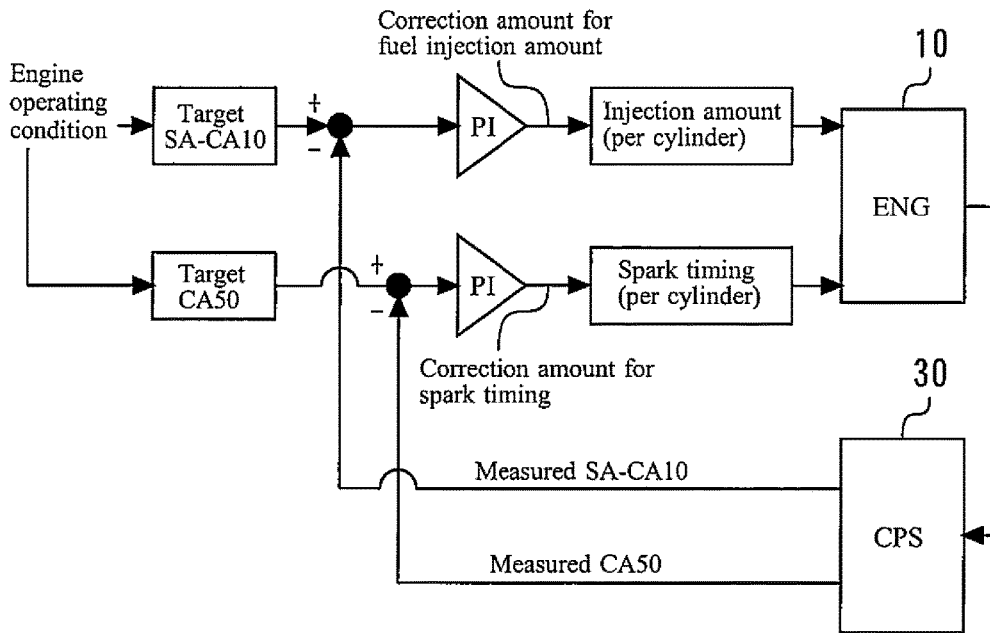 Correction amount for
fuel injection amount
10
Engine
operating
condition
Target
SA-CA10
+
−
PI
Injection amount
(per cylinder)
ENG
Target
CA50
+
−
PI
Spark timing
(per cylinder)
Correction amount for
spark timing
30
Measured SA-CA10
CPS
Measured CA50